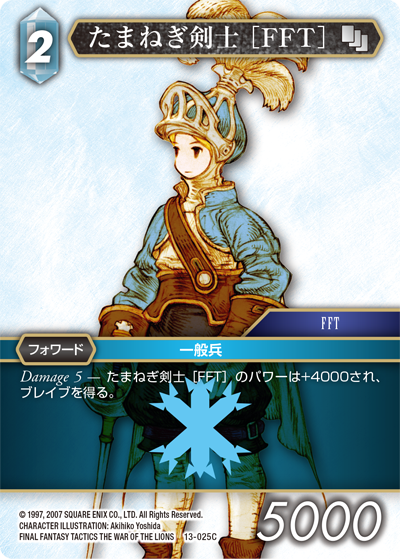 2
たまねぎ剣士［FFT］
FFT
フォワード
一般兵
Damage 5 — たまねぎ剣士［FFT］のパワーは+4000され、
ブレイブを得る。
© 1997, 2007 SQUARE ENIX CO., LTD. All Rights Reserved.
CHARACTER ILLUSTRATION: Akihiko Yoshida
FINAL FANTASY TACTICS THE WAR OF THE LIONS 13-025C
5000